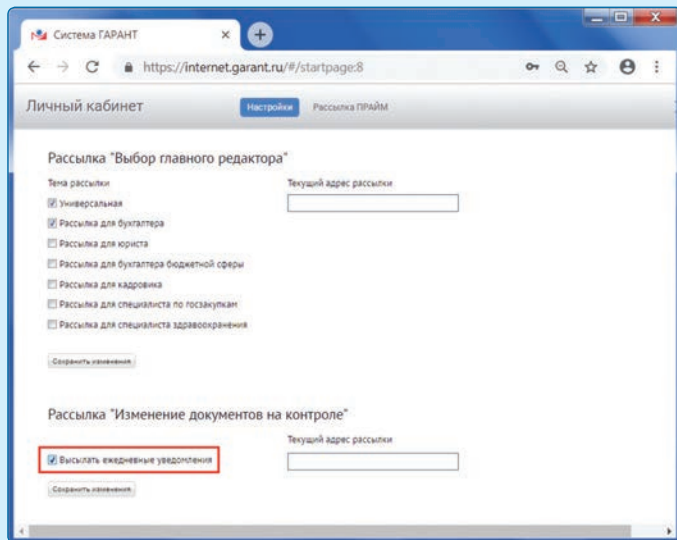 Система ГАРАНТ
https://internet.garant.ru/#/startpage:8
Личный кабинет Настройки Рассылка ПРАЙМ
Рассылка "Выбор главного редактора"
Тема рассылки Текущий адрес рассылки
Универсальная
Рассылка для бухгалтера
Рассылка для юриста
Рассылка для бухгалтера бюджетной сферы
Рассылка для кадровика
Рассылка для специалиста по госзакупкам
Рассылка для специалиста здравоохранения
Сохранить изменения
Рассылка "Изменение документов на контроле"
Текущий адрес рассылки
Высылать ежедневные уведомления
Сохранить изменения